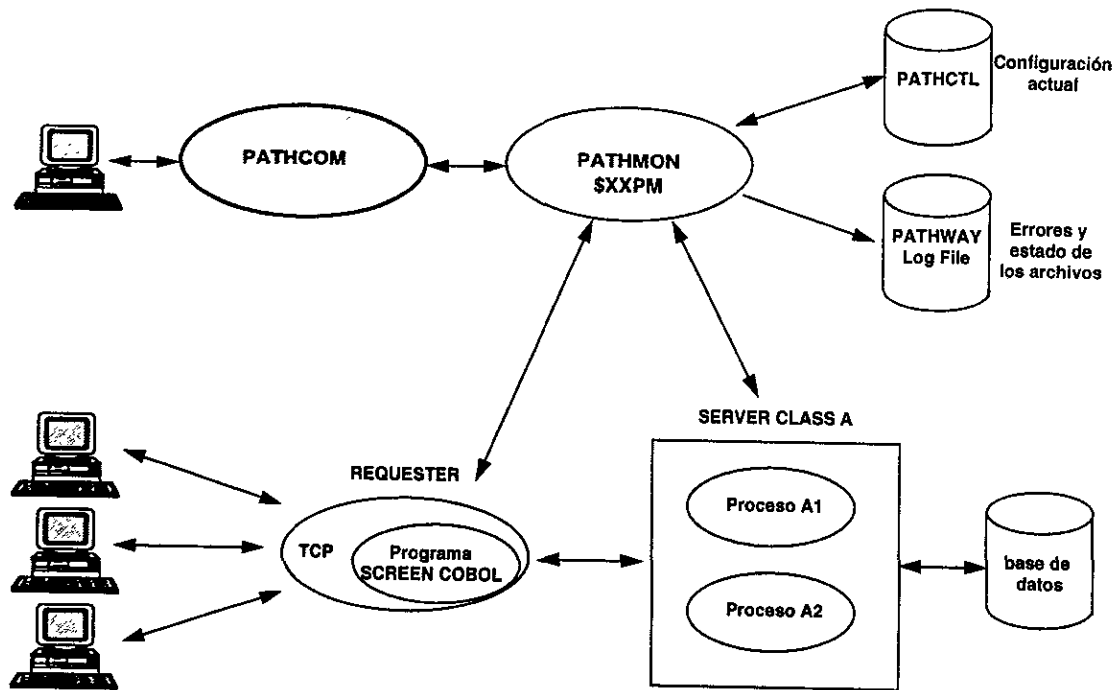 PATHCOM
PATHMON
$XXPM
PATHCTL
Configuración
actual
PATHWAY
Log File
Errores y
estado de
los archivos
REQUESTER
TCP
Programa
SCREEN COBOL
SERVER CLASS A
Proceso A1
Proceso A2
base de
datos